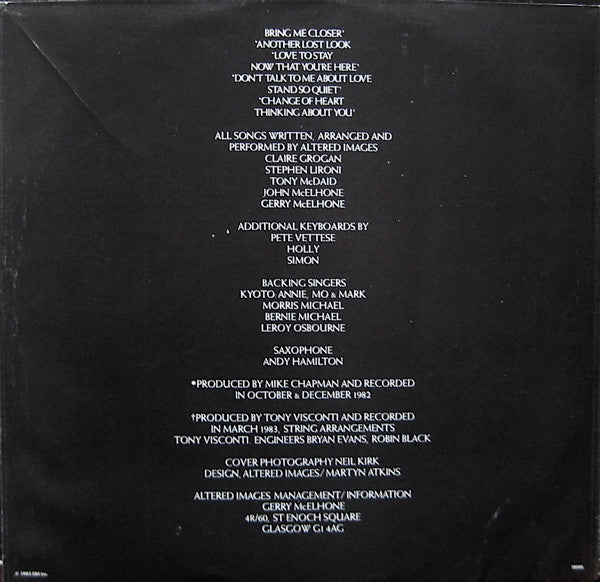 BRING ME CLOSER*
*ANOTHER LOST LOOK
*LOVE TO STAY
NOW THAT YOU'RE HERE*
*DON'T TALK TO ME ABOUT LOVE
STAND SO QUIET*
*CHANGE OF HEART
THINKING ABOUT YOU*
ALL SONGS WRITTEN, ARRANGED AND
PERFORMED BY ALTERED IMAGES
CLAIRE GROGAN
STEPHEN LIRONI
TONY McDAID
JOHN McELHONE
GERRY McELHONE
ADDITIONAL KEYBOARDS BY
PETE VETTESE
HOLLY
SIMON
BACKING SINGERS
KYOTO: ANNIE, MO & MARK
MORRIS MICHAEL
BERNIE MICHAEL
LEROY OSBOURNE
SAXOPHONE
ANDY HAMILTON
*PRODUCED BY MIKE CHAPMAN AND RECORDED
IN OCTOBER & DECEMBER 1982
†PRODUCED BY TONY VISCONTI AND RECORDED
IN MARCH 1983, STRING ARRANGEMENTS
TONY VISCONTI. ENGINEERS BRYAN EVANS, ROBIN BLACK
COVER PHOTOGRAPHY NEIL KIRK
DESIGN, ALTERED IMAGES/MARTYN ATKINS
ALTERED IMAGES MANAGEMENT/INFORMATION
GERRY McELHONE
4R/60, ST ENOCH SQUARE
GLASGOW G1 4AG
© 1983 CBS Inc.